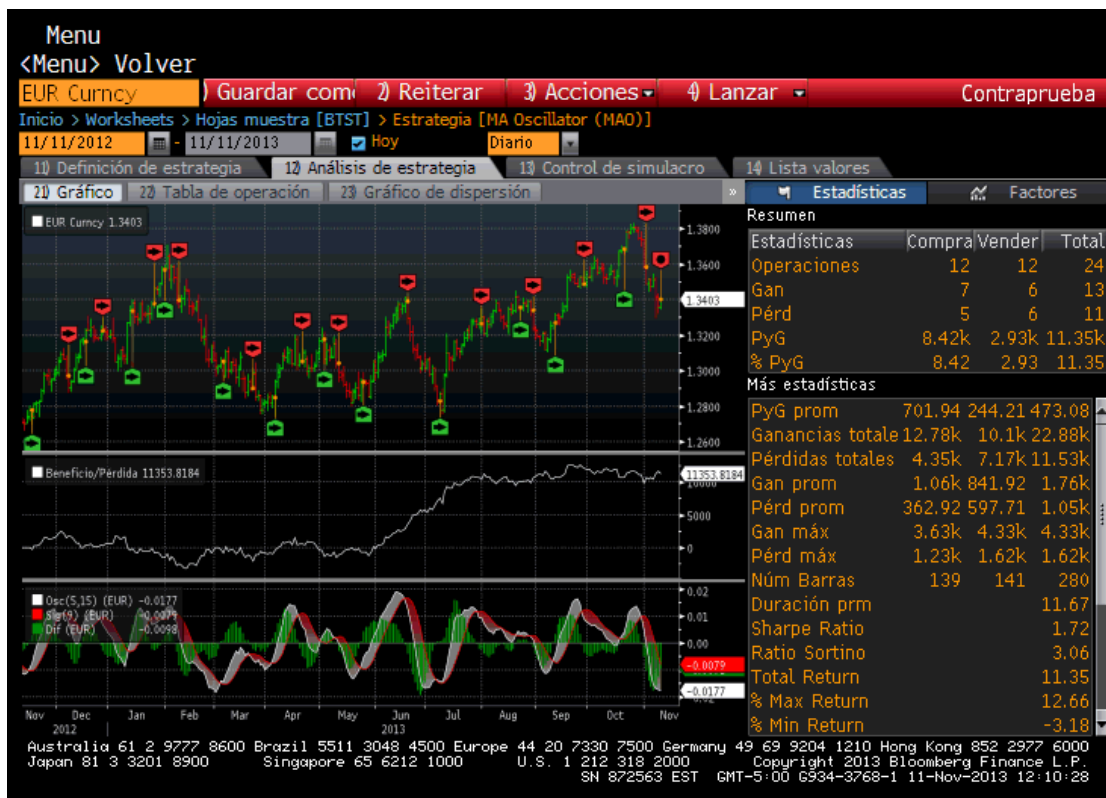 Menu
<Menu> Volver
EUR Curncy ) Guardar com 2) Reiterar 3) Acciones 4) Lanzar Contraprueba
Inicio > Worksheets > Hojas muestra [BTST] > Estrategia [MA Oscillator (MAO)]
11/11/2012 - 11/11/2013 Hoy Diario
11) Definición de estrategia 12) Análisis de estrategia 13) Control de simulacro 14) Lista valores
21) Gráfico 22) Tabla de operación 23) Gráfico de dispersión » Estadísticas Factores
EUR Curncy 1.3403
1.3800
1.3600
1.3403
1.3200
1.3000
1.2800
1.2600
Beneficio/Pérdida 11353.8184
11353.8184
10000
5000
0
Osc(5,15) (EUR) -0.0177
Sig(9) (EUR) -0.0079
Dif (EUR) -0.0098
0.02
0.01
0.00
-0.0079
-0.0177
Nov Dec Jan Feb Mar Apr May Jun Jul Aug Sep Oct Nov
2012 2013
Resumen
Estadísticas Compra Vender Total
Operaciones 12 12 24
Gan 7 6 13
Pérd 5 6 11
PyG 8.42k 2.93k 11.35k
% PyG 8.42 2.93 11.35
Más estadísticas
PyG prom 701.94 244.21 473.08
Ganancias totale 12.78k 10.1k 22.88k
Pérdidas totales 4.35k 7.17k 11.53k
Gan prom 1.06k 841.92 1.76k
Pérd prom 362.92 597.71 1.05k
Gan máx 3.63k 4.33k 4.33k
Pérd máx 1.23k 1.62k 1.62k
Núm Barras 139 141 280
Duración prm 11.67
Sharpe Ratio 1.72
Ratio Sortino 3.06
Total Return 11.35
% Max Return 12.66
% Min Return -3.18
Australia 61 2 9777 8600 Brazil 5511 3048 4500 Europe 44 20 7330 7500 Germany 49 69 9204 1210 Hong Kong 852 2977 6000
Japan 81 3 3201 8900 Singapore 65 6212 1000 U.S. 1 212 318 2000 Copyright 2013 Bloomberg Finance L.P.
SN 872563 EST GMT-5:00 G934-3768-1 11-Nov-2013 12:10:28